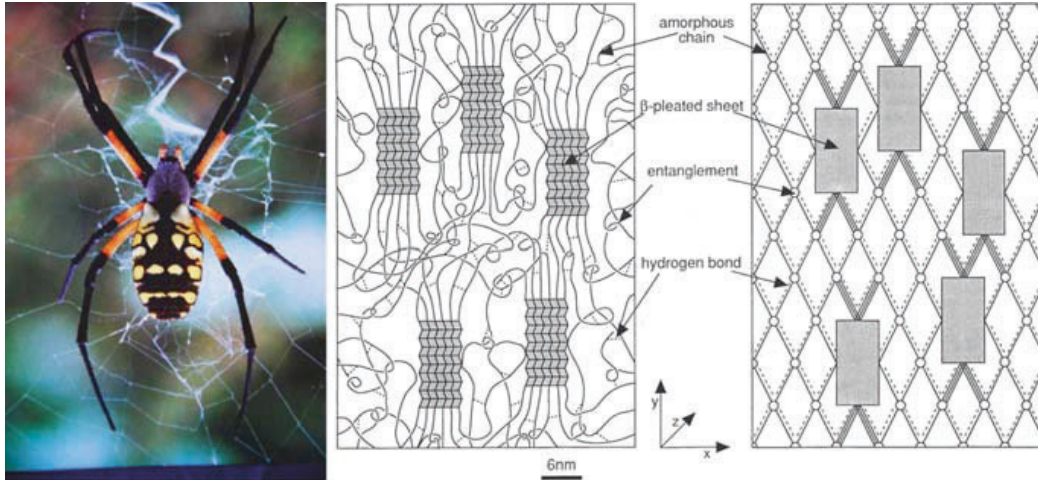 amorphous
chain
β-pleated sheet
entanglement
hydrogen bond
y
z
x
6nm